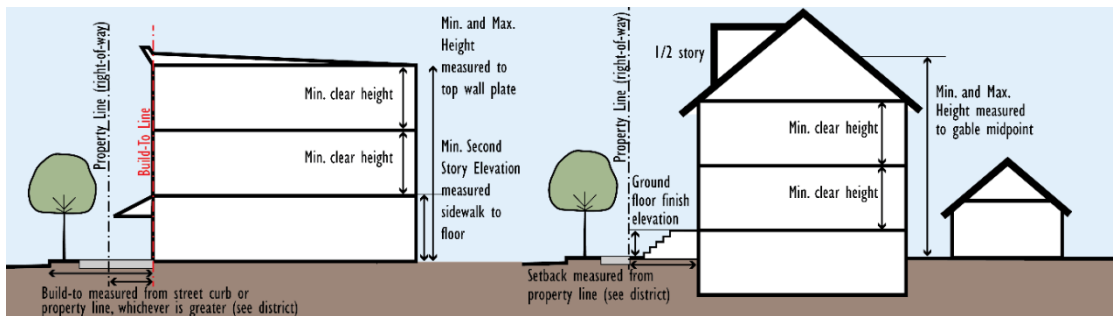 Property Line (right-of-way)
Build-To Line
Min. clear height
Min. clear height
Min. and Max.
Height
measured to
top wall plate
Min. Second
Story Elevation
measured
sidewalk to
floor
Build-to measured from street curb or
property line, whichever is greater (see district)
1/2 story
Property Line (right-of-way)
Ground
floor finish
elevation
Min. clear height
Min. clear height
Min. and Max.
Height measured
to gable midpoint
Setback measured from
property line (see district)